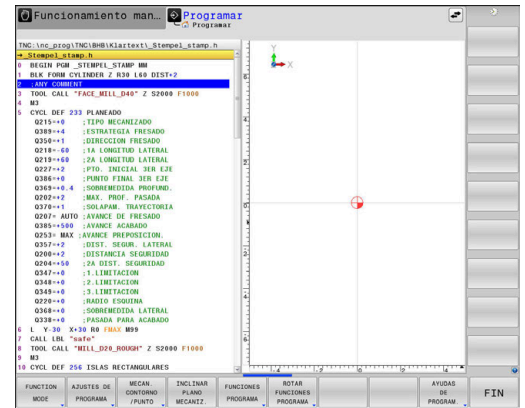 Funcionamiento man...
Programar
Programar
TNC:\nc_prog\TNC\BHB\Klartext\_Stempel_stamp.h
→_Stempel_stamp.h
0 BEGIN PGM _STEMPEL_STAMP MM
1 BLK FORM CYLINDER Z R30 L60 DIST+2
2 ;ANY COMMENT
3 TOOL CALL "FACE_MILL_D40" Z S2000 F1000
4 M3
5 CYCL DEF 233 PLANEADO
Q215=+0 ;TIPO MECANIZADO
Q389=+4 ;ESTRATEGIA FRESADO
Q350=+1 ;DIRECCION FRESADO
Q218=-60 ;1A LONGITUD LATERAL
Q219=+60 ;2A LONGITUD LATERAL
Q227=+2 ;PTO. INICIAL 3ER EJE
Q386=+0 ;PUNTO FINAL 3ER EJE
Q369=+0.4 ;SOBREMEDIDA PROFUND.
Q202=+2 ;MAX. PROF. PASADA
Q370=+1 ;SOLAPAM. TRAYECTORIA
Q207= AUTO ;AVANCE DE FRESADO
Q385=+500 ;AVANCE ACABADO
Q253= MAX ;AVANCE PREPOSICION.
Q357=+2 ;DIST. SEGUR. LATERAL
Q200=+2 ;DISTANCIA SEGURIDAD
Q204=+50 ;2A DIST. SEGURIDAD
Q347=+0 ;1.LIMITACION
Q348=+0 ;2.LIMITACION
Q349=+0 ;3.LIMITACION
Q220=+0 ;RADIO ESQUINA
Q368=+0 ;SOBREMEDIDA LATERAL
Q338=+0 ;PASADA PARA ACABADO
6 L Y-30 X+30 R0 FMAX M99
7 CALL LBL "safe"
8 TOOL CALL "MILL_D20_ROUGH" Z S2000 F1000
9 M3
10 CYCL DEF 256 ISLAS RECTANGULARES
Y
X
FUNCTION MODE
AJUSTES DE PROGRAMA
MECAN. CONTORNO /PUNTO
INCLINAR PLANO MECANIZ.
FUNCIONES PROGRAMA
ROTAR FUNCIONES PROGRAMA
AYUDAS DE PROGRAM.
FIN